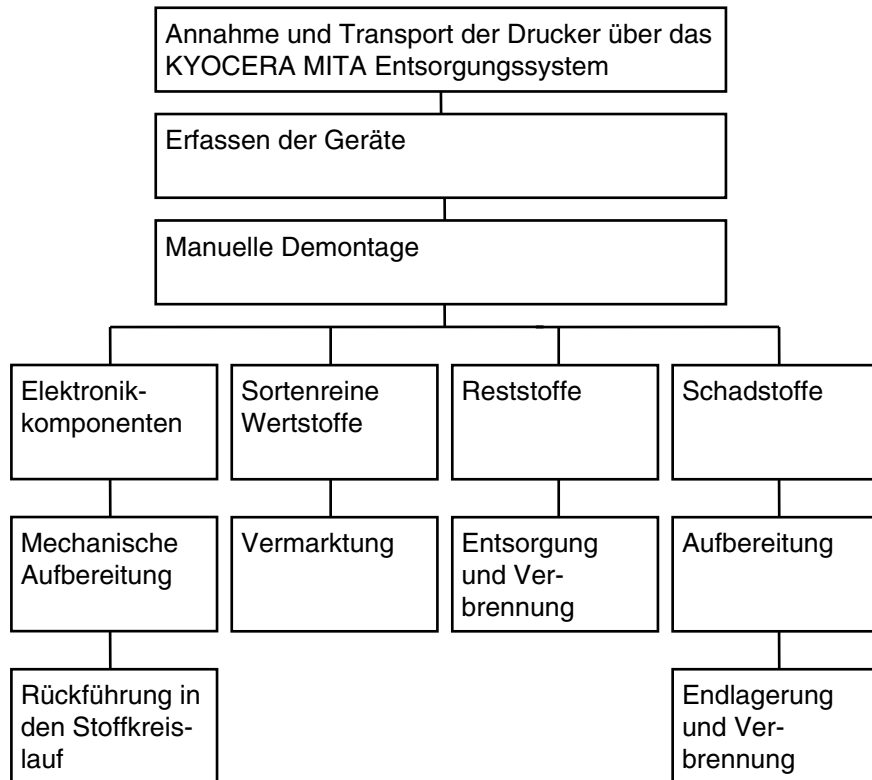 Annahme und Transport der Drucker über das
KYOCERA MITA Entsorgungssystem
Erfassen der Geräte
Manuelle Demontage
Elektronik-
komponenten
Sortenreine
Wertstoffe
Reststoffe
Schadstoffe
Mechanische
Aufbereitung
Vermarktung
Entsorgung
und Ver-
brennung
Aufbereitung
Rückführung in
den Stoffkreis-
lauf
Endlagerung
und Ver-
brennung